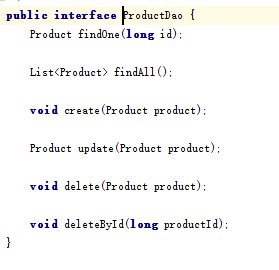 public interface ProductDao {
Product findOne(long id);
List<Product> findAll();
void create(Product product);
Product update(Product product);
void delete(Product product);
void deleteById(long productId);
}